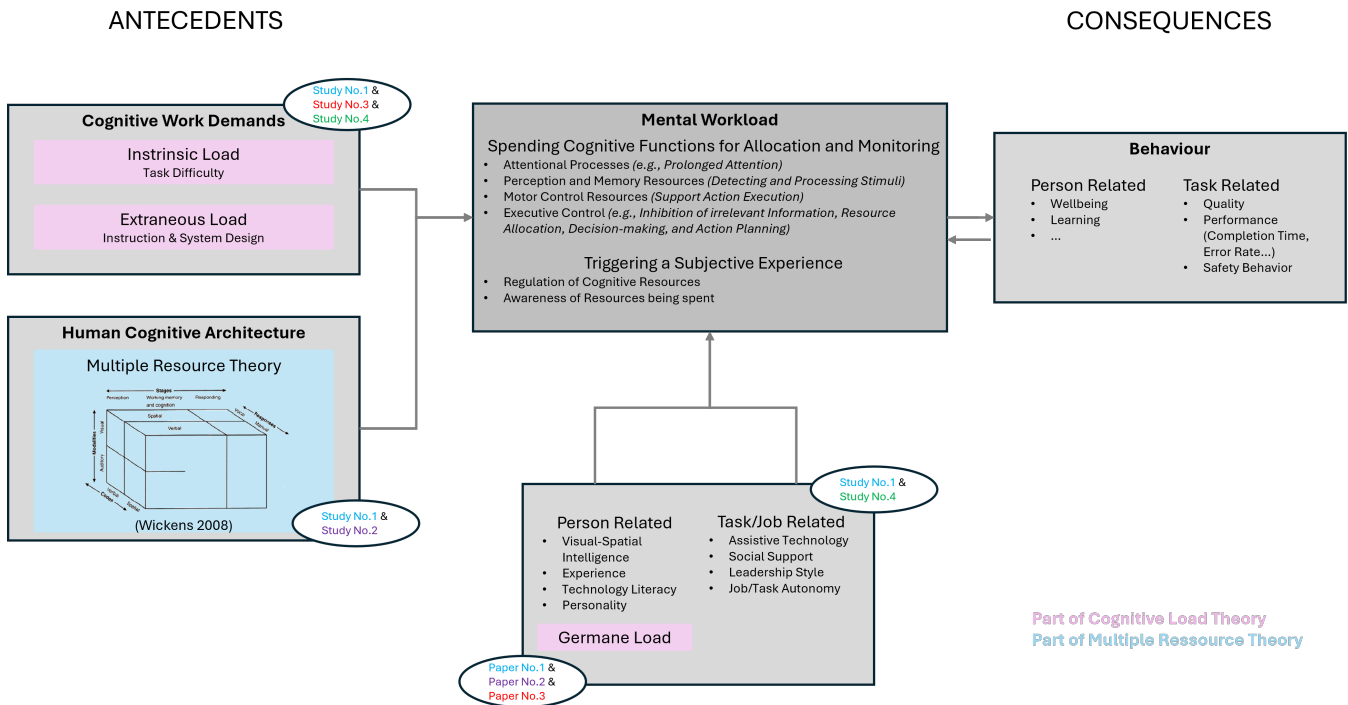 ANTECEDENTS
CONSEQUENCES
Study No.1 &
Study No.3 &
Study No.4
Cognitive Work Demands
Instrinsic Load
Task Difficulty
Extraneous Load
Instruction & System Design
Human Cognitive Architecture
Multiple Resource Theory
Stages
Perception
Working memory
and cognition
Responding
Spatial
Verbal
Vocal
Manual
Responses
Modalities
Visual
Auditory
Codes
Verbal
Spatial
(Wickens 2008)
Study No.1 &
Study No.2
Mental Workload
Spending Cognitive Functions for Allocation and Monitoring
• Attentional Processes (e.g., Prolonged Attention)
• Perception and Memory Resources (Detecting and Processing Stimuli)
• Motor Control Resources (Support Action Execution)
• Executive Control (e.g., Inhibition of irrelevant Information, Resource
Allocation, Decision-making, and Action Planning)
Triggering a Subjective Experience
• Regulation of Cognitive Resources
• Awareness of Resources being spent
Behaviour
Person Related
• Wellbeing
• Learning
• ...
Task Related
• Quality
• Performance
(Completion Time,
Error Rate...)
• Safety Behavior
Study No.1 &
Study No.4
Person Related
• Visual-Spatial
Intelligence
• Experience
• Technology Literacy
• Personality
Germane Load
Task/Job Related
• Assistive Technology
• Social Support
• Leadership Style
• Job/Task Autonomy
Paper No.1 &
Paper No.2 &
Paper No.3
Part of Cognitive Load Theory
Part of Multiple Ressource Theory